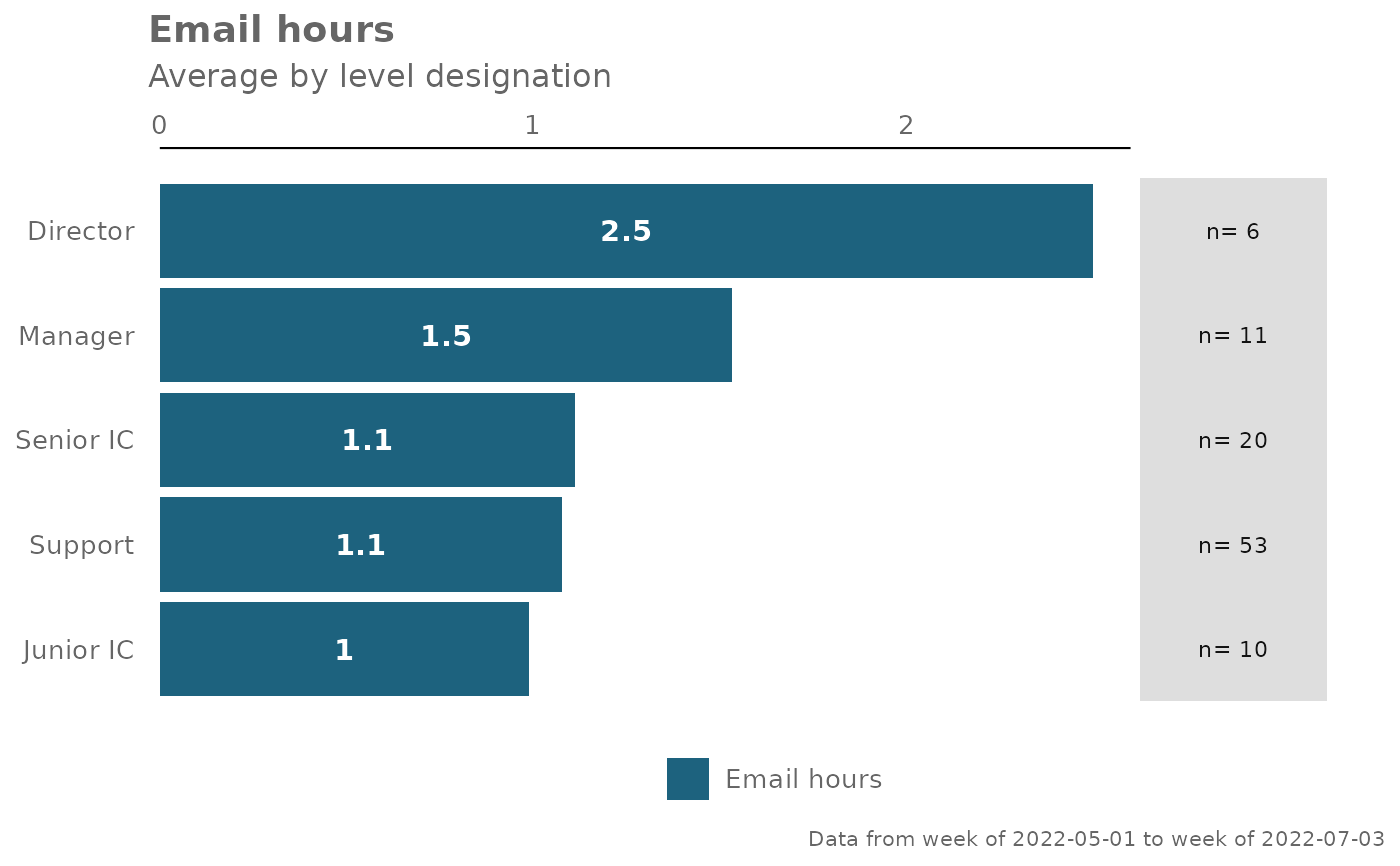 Email hours
Average by level designation
0 1 2
Director 2.5 n= 6
Manager 1.5 n= 11
Senior IC 1.1 n= 20
Support 1.1 n= 53
Junior IC 1 n= 10
Email hours
Data from week of 2022-05-01 to week of 2022-07-03